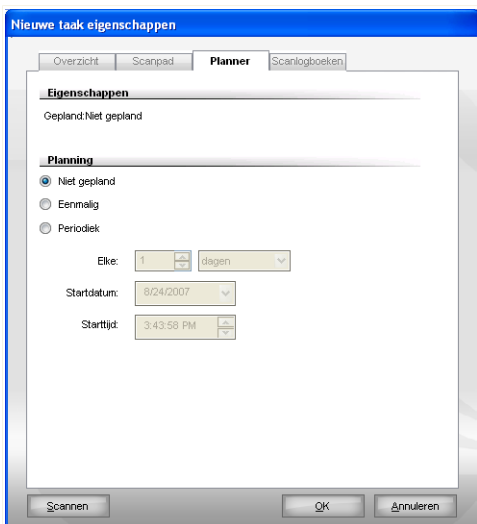 Nieuwe taak eigenschappen
Overzicht Scanpad Planner Scanlogboeken
Eigenschappen
Gepland:Niet gepland
Planning
Niet gepland
Eenmalig
Periodiek
Elke: 1 dagen
Startdatum: 8/24/2007
Starttijd: 3:43:58 PM
Scannen OK Annuleren